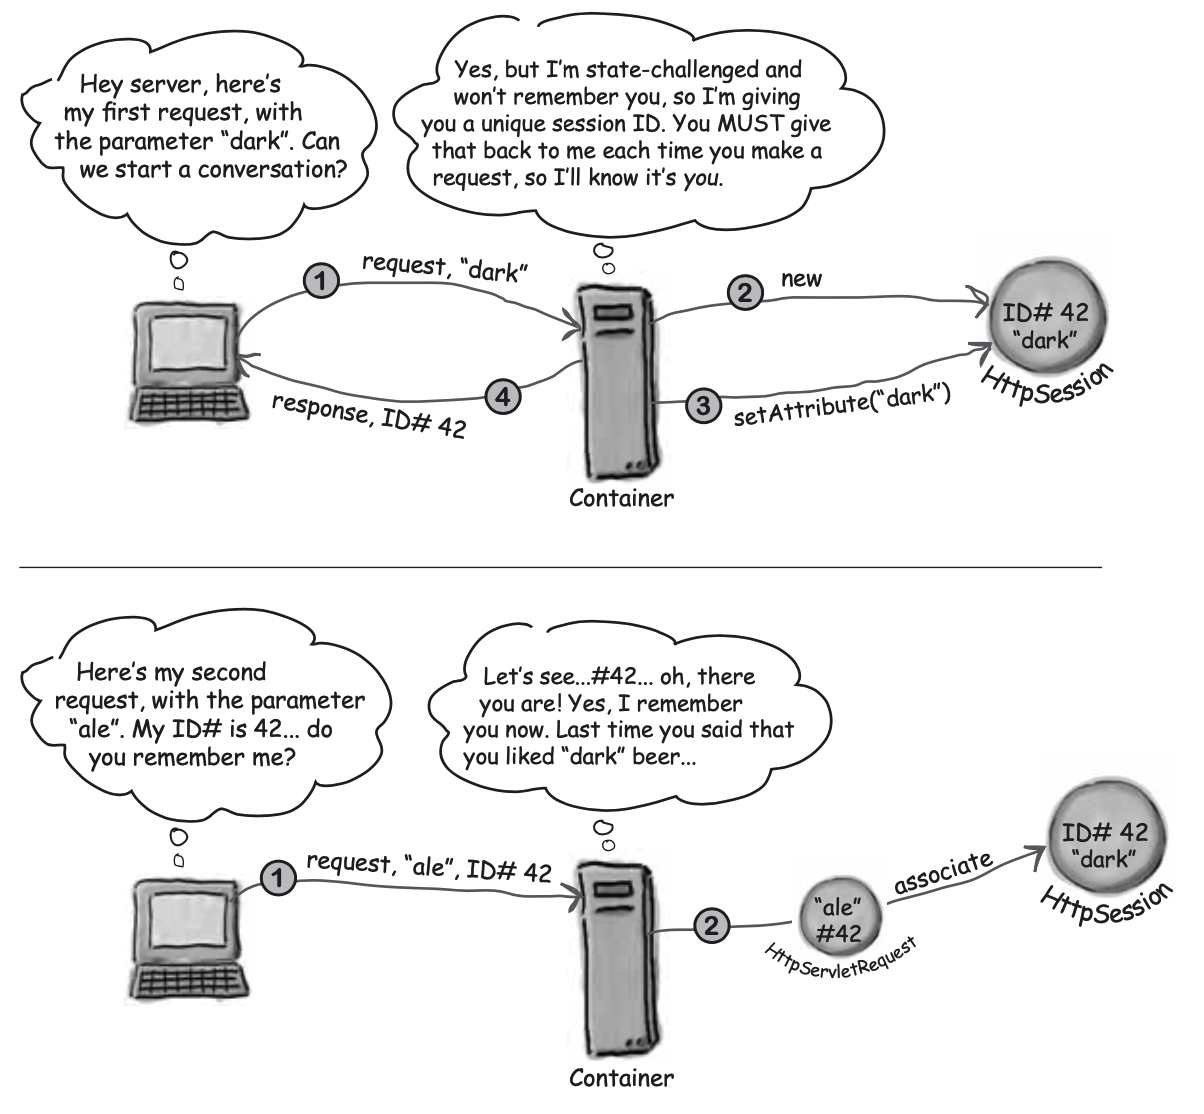 Hey server, here's
my first request, with
the parameter "dark". Can
we start a conversation?
Yes, but I'm state-challenged and
won't remember you, so I'm giving
you a unique session ID. You MUST give
that back to me each time you make a
request, so I'll know it's you.
1
request, "dark"
2
new
ID# 42
"dark"
HttpSession
3
setAttribute("dark")
4
response, ID# 42
Container
Here's my second
request, with the parameter
"ale". My ID# is 42... do
you remember me?
Let's see...#42... oh, there
you are! Yes, I remember
you now. Last time you said that
you liked "dark" beer...
1
request, "ale", ID# 42
2
"ale"
#42
HttpServletRequest
associate
ID# 42
"dark"
HttpSession
Container